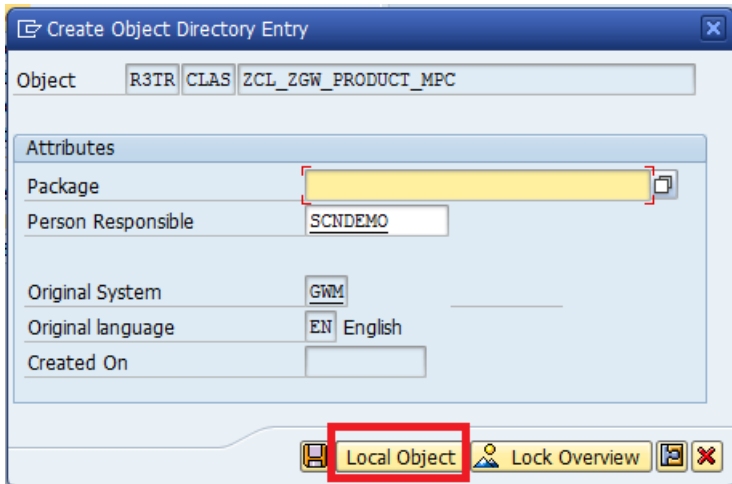 Create Object Directory Entry
Object R3TR CLAS ZCL_ZGW_PRODUCT_MPC
Attributes
Package
Person Responsible SCNDEMO
Original System GWM
Original language EN English
Created On
Local Object Lock Overview